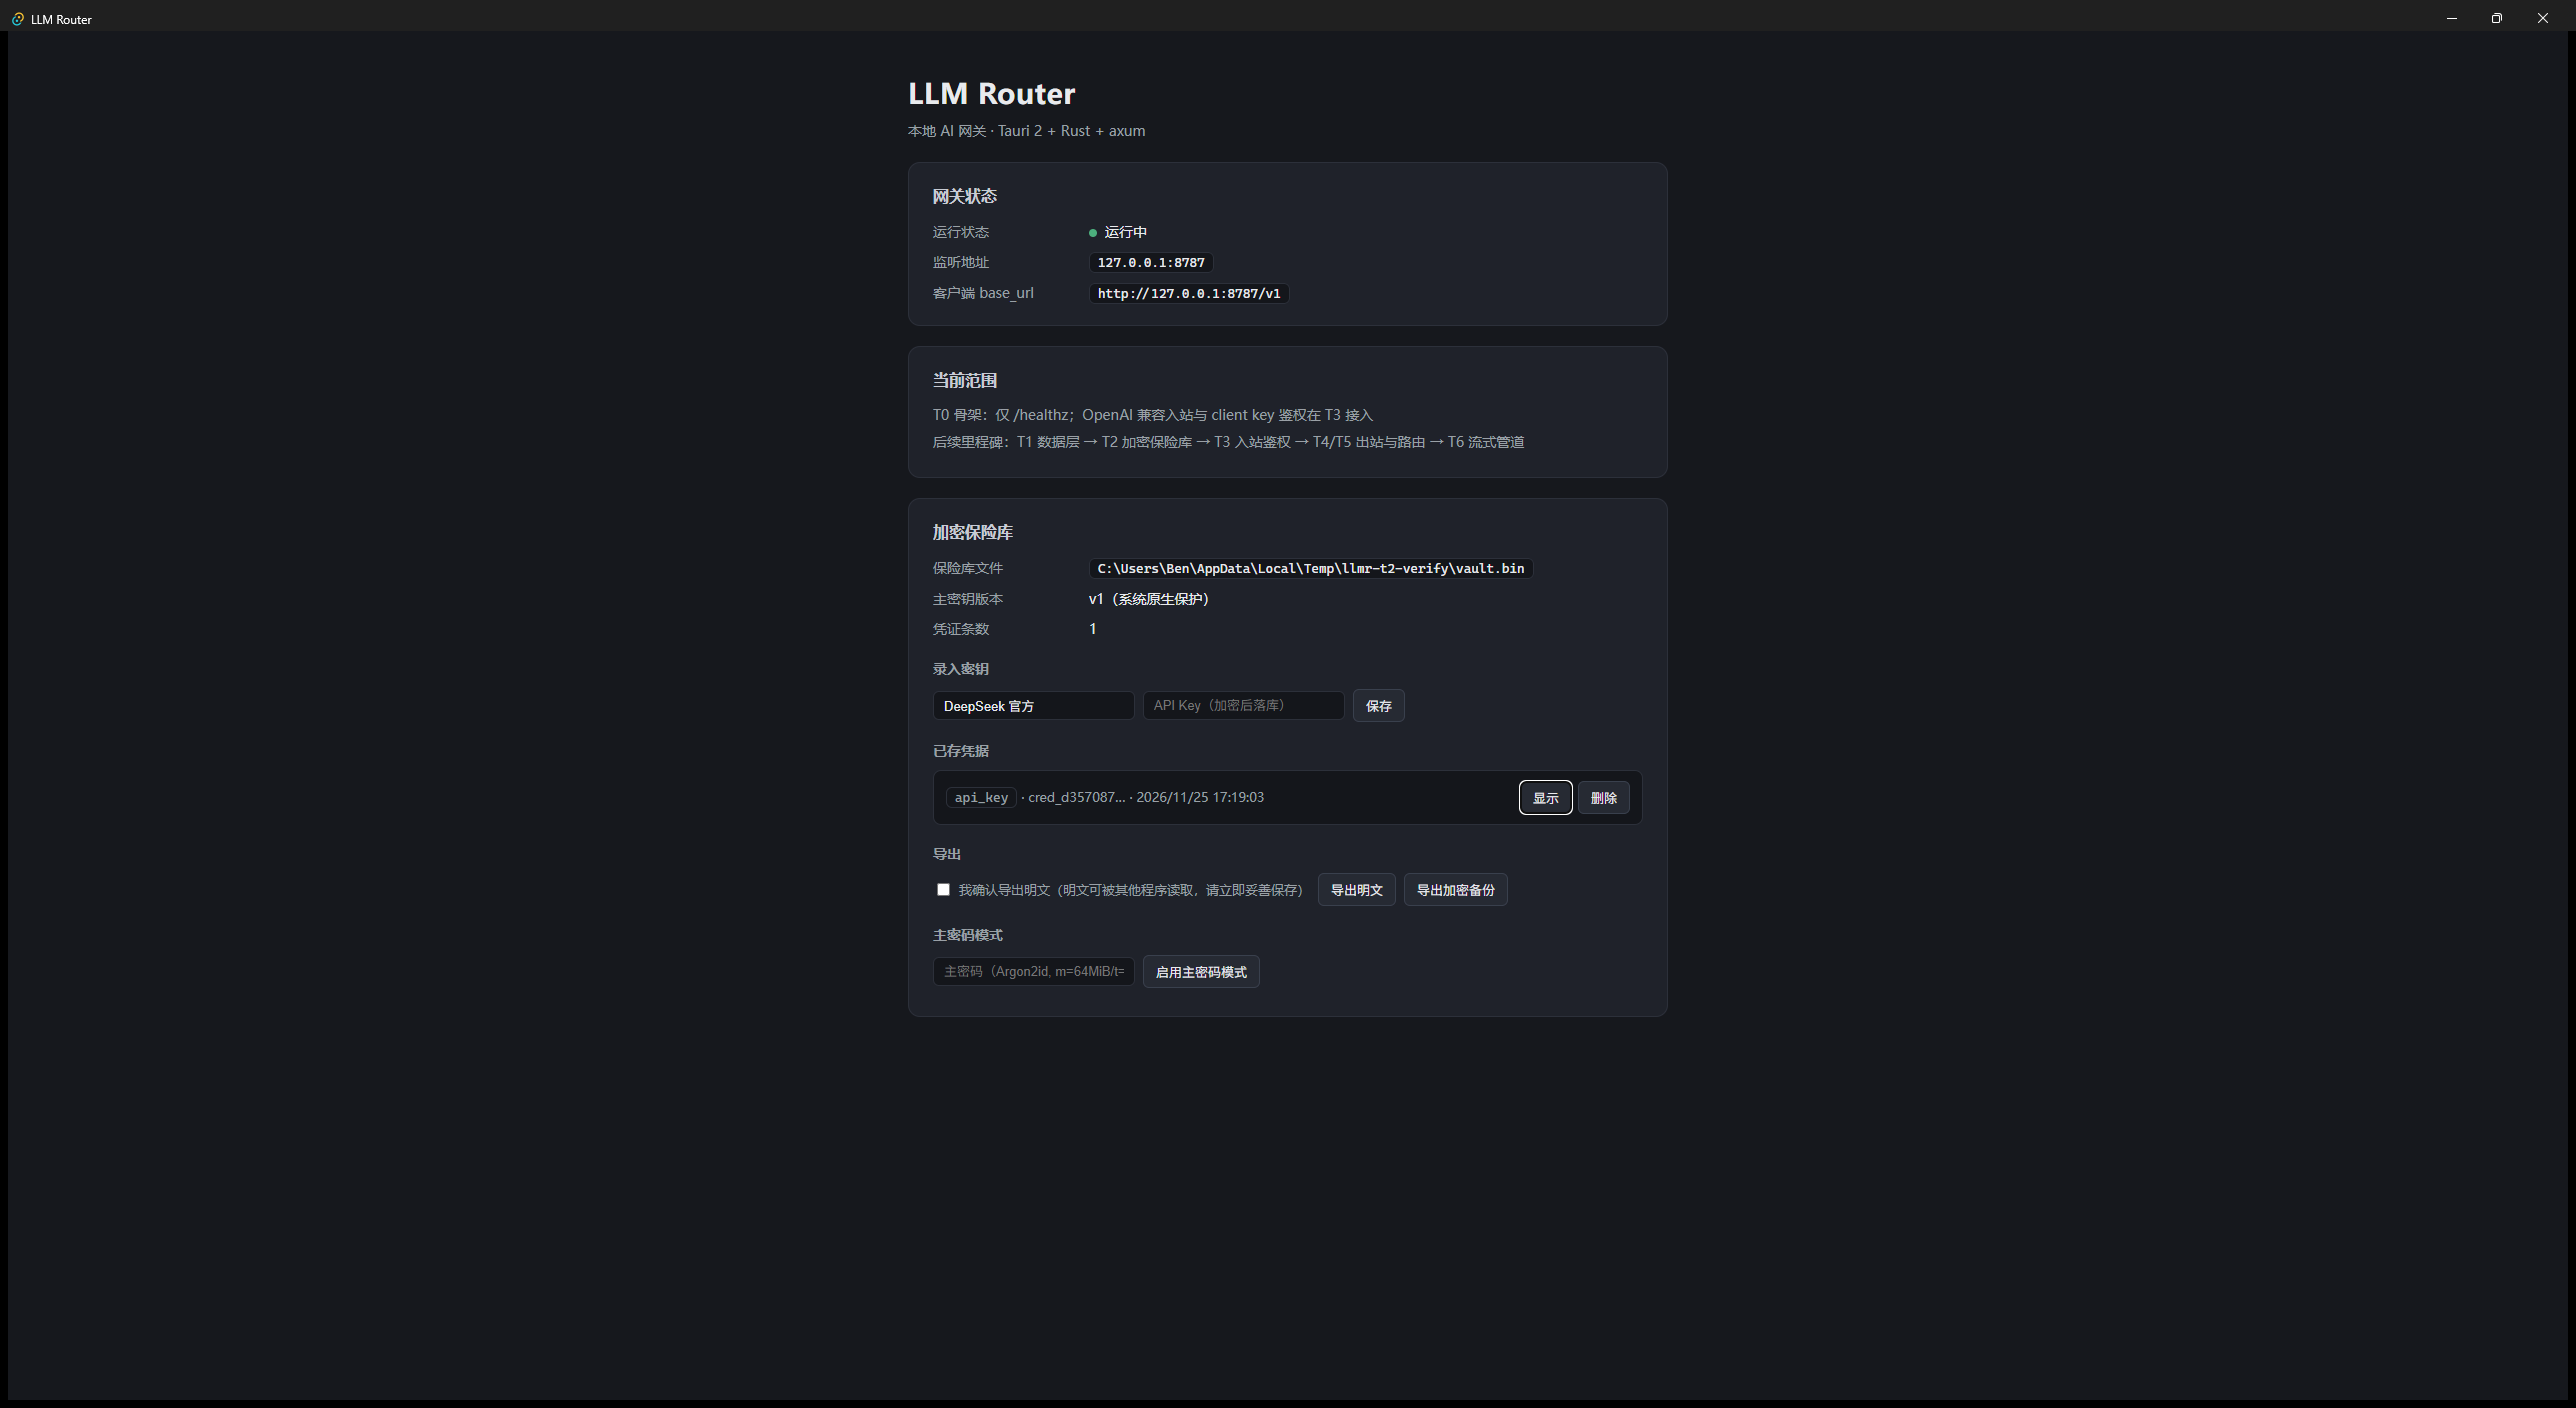 LLM Router
LLM Router
本地 AI 网关 · Tauri 2 + Rust + axum
网关状态
运行状态 运行中
监听地址 127.0.0.1:8787
客户端 base_url http://127.0.0.1:8787/v1
当前范围
T0 骨架：仅 /healthz；OpenAI 兼容入站与 client key 鉴权在 T3 接入
后续里程碑：T1 数据层 → T2 加密保险库 → T3 入站鉴权 → T4/T5 出站与路由 → T6 流式管道
加密保险库
保险库文件 C:\Users\Ben\AppData\Local\Temp\llmr-t2-verify\vault.bin
主密钥版本 v1（系统原生保护）
凭证条数 1
录入密钥
DeepSeek 官方 API Key（加密后落库） 保存
已存凭据
api_key · cred_d357087... · 2026/11/25 17:19:03 显示 删除
导出
我确认导出明文（明文可被其他程序读取，请立即妥善保存） 导出明文 导出加密备份
主密码模式
主密码（Argon2id, m=64MiB/t= 启用主密码模式